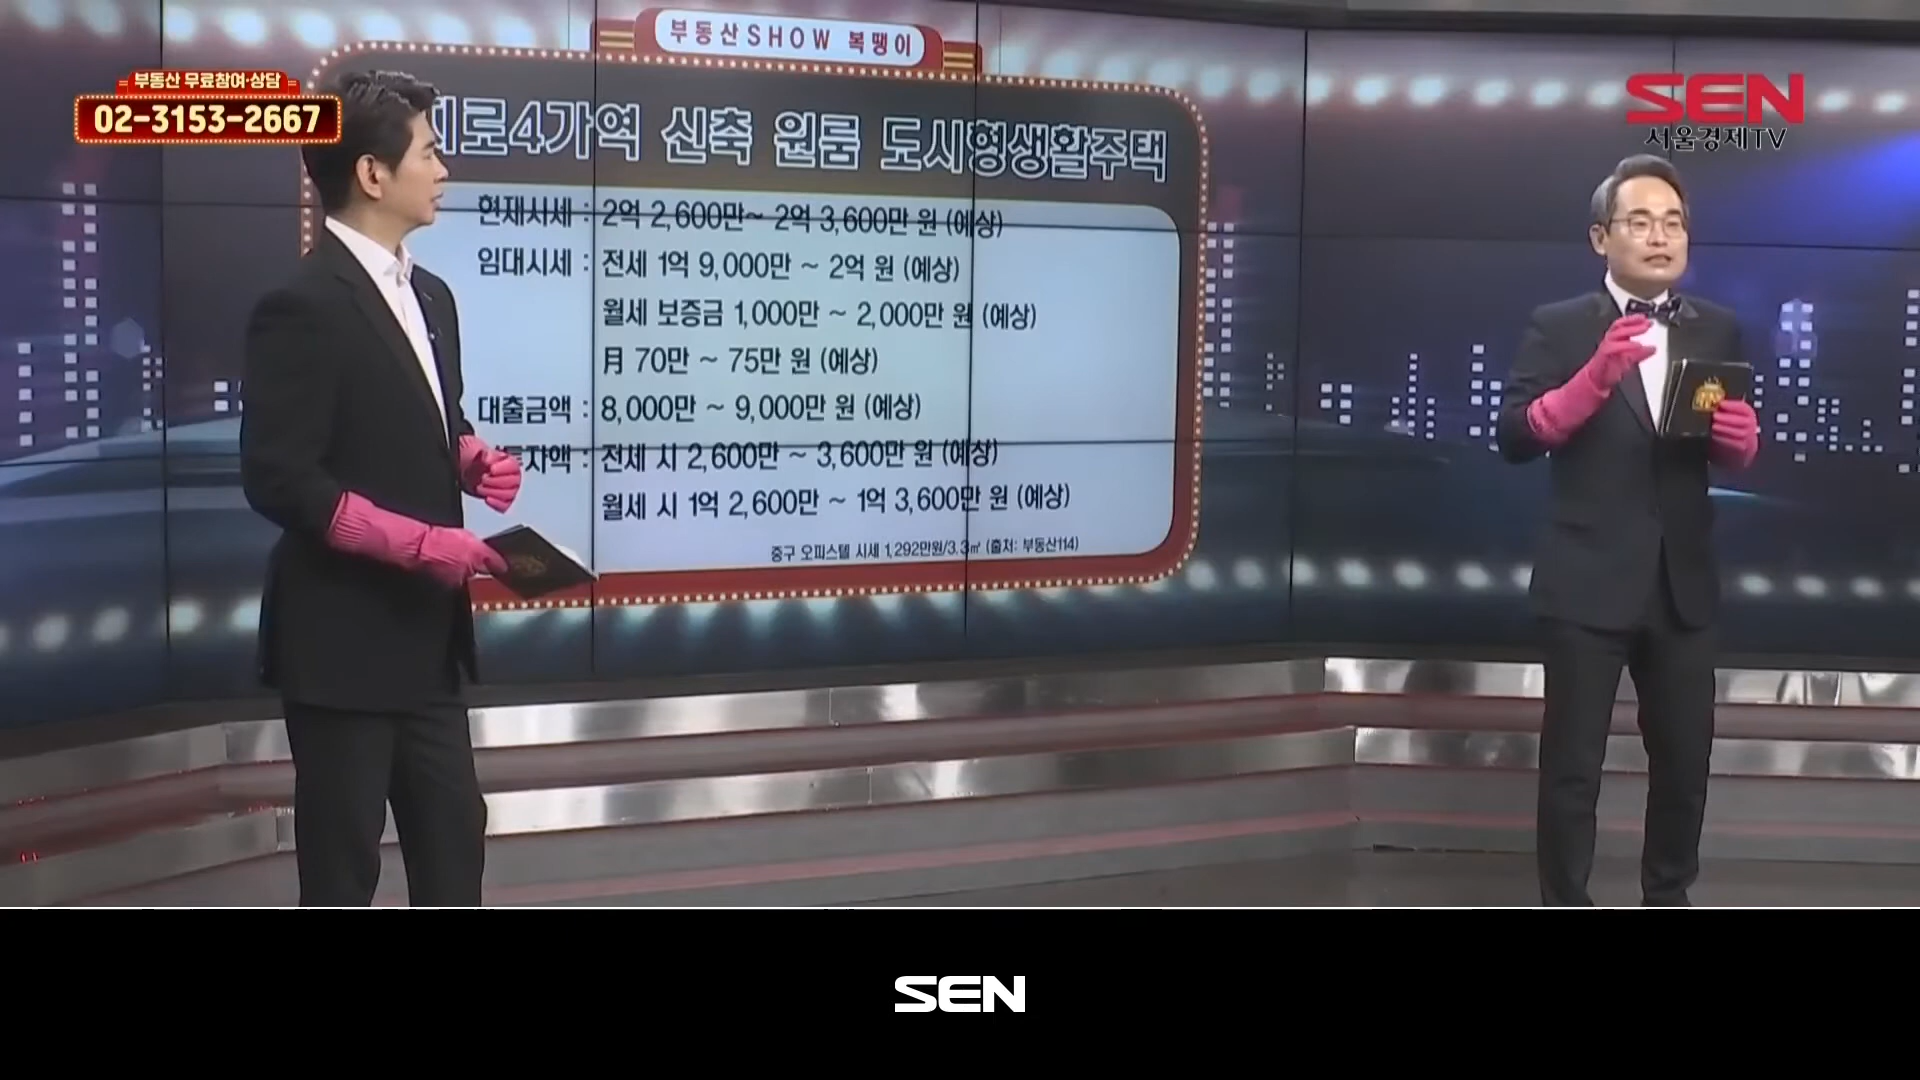 부동산SHOW 복땡이
부동산 무료참여·상담
02-3153-2667
SEN
서울경제TV
지로4가역 신축 원룸 도시형생활주택
현재시세 : 2억 2,600만~ 2억 3,600만 원 (예상)
임대시세 : 전세 1억 9,000만 ~ 2억 원 (예상)
월세 보증금 1,000만 ~ 2,000만 원 (예상)
月 70만 ~ 75만 원 (예상)
대출금액 : 8,000만 ~ 9,000만 원 (예상)
투자액 : 전세 시 2,600만 ~ 3,600만 원 (예상)
월세 시 1억 2,600만 ~ 1억 3,600만 원 (예상)
중구 오피스텔 시세 1,292만원/3.3㎡ (출처: 부동산114)
SEN